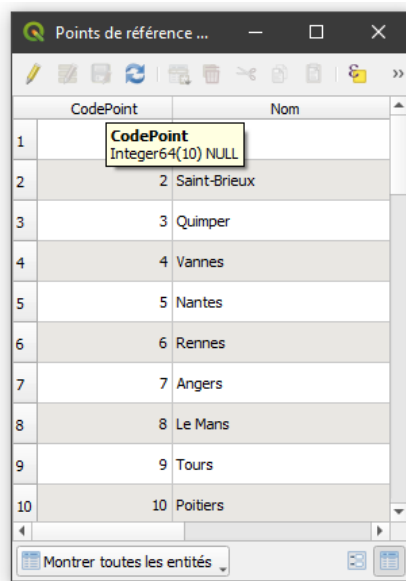 Points de référence ...
CodePoint Nom
1
CodePoint
Integer64(10) NULL
2 2 Saint-Brieux
3 3 Quimper
4 4 Vannes
5 5 Nantes
6 6 Rennes
7 7 Angers
8 8 Le Mans
9 9 Tours
10 10 Poitiers
Montrer toutes les entités